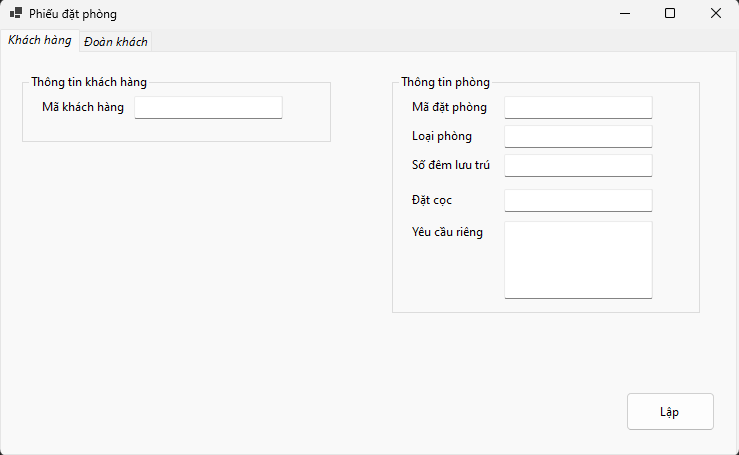 Phiếu đặt phòng
Khách hàng
Đoàn khách
Thông tin khách hàng
Mã khách hàng
Thông tin phòng
Mã đặt phòng
Loại phòng
Số đêm lưu trú
Đặt cọc
Yêu cầu riêng
Lập